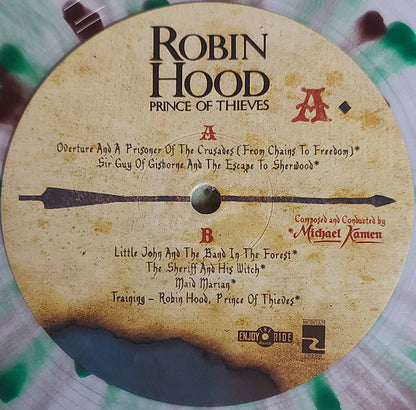 ROBIN
HOOD
PRINCE OF THIEVES
A
A
Overture And A Prisoner Of The Crusades (From Chains To Freedom)*
Sir Guy Of Gisborne And The Escape To Sherwood*
Composed and Conducted by
*Michael Kamen
B
Little John And The Band In The Forest*
The Sheriff And His Witch*
Maid Marian*
Training – Robin Hood, Prince Of Thieves*
ENJOY THE RIDE
MORGAN CREEK